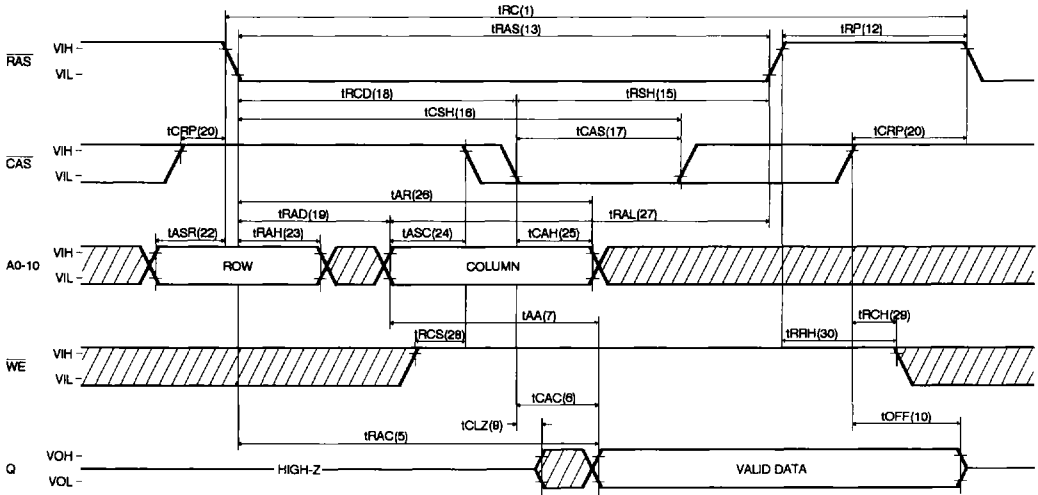 tRC(1)
tRAS(13)
tRP(12)
RAS
VIH
VIL
tRCD(18)
tRSH(15)
tCSH(16)
tCRP(20)
tCAS(17)
tCRP(20)
CAS
VIH
VIL
tAR(26)
tRAD(19)
tRAL(27)
tASR(22)
tRAH(23)
tASC(24)
tCAH(25)
A0-10
VIH
VIL
ROW
COLUMN
tAA(7)
tRCS(28)
tRCH(29)
tRRH(30)
WE
VIH
VIL
tCAC(6)
tCLZ(9)
tOFF(10)
tRAC(5)
Q
VOH
VOL
HIGH-Z
VALID DATA